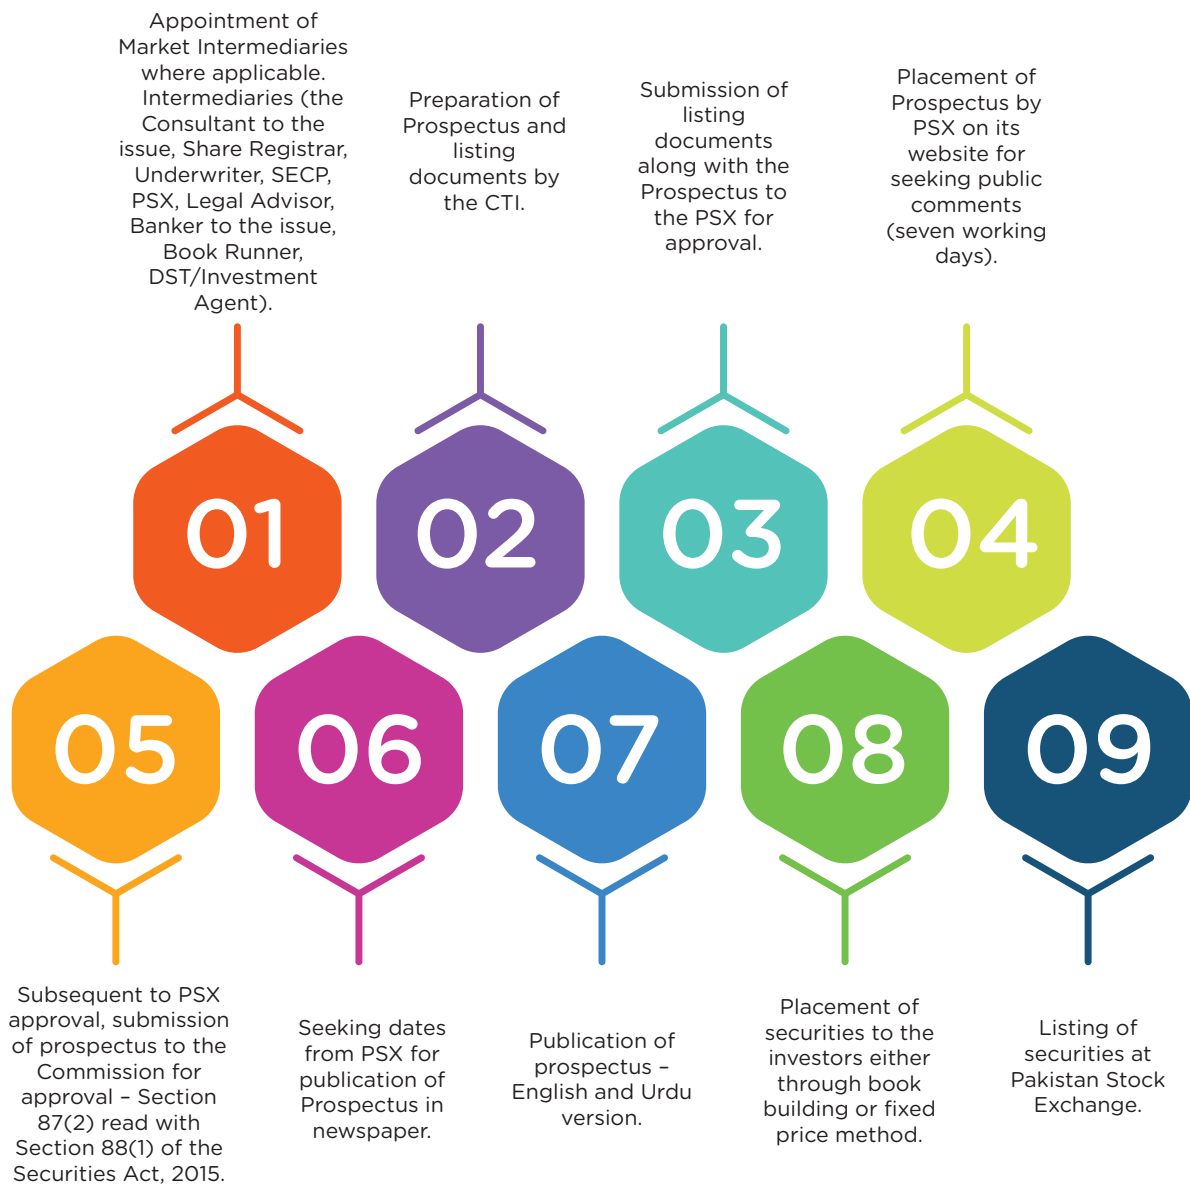 Appointment of
Market Intermediaries
where applicable.
Intermediaries (the
Consultant to the
issue, Share Registrar,
Underwriter, SECP,
PSX, Legal Advisor,
Banker to the issue,
Book Runner,
DST/Investment
Agent).
Preparation of
Prospectus and
listing
documents by
the CTI.
Submission of
listing
documents
along with the
Prospectus to
the PSX for
approval.
Placement of
Prospectus by
PSX on its
website for
seeking public
comments
(seven working
days).
01
02
03
04
05
06
07
08
09
Subsequent to PSX
approval, submission
of prospectus to the
Commission for
approval – Section
87(2) read with
Section 88(1) of the
Securities Act, 2015.
Seeking dates
from PSX for
publication of
Prospectus in
newspaper.
Publication of
prospectus –
English and Urdu
version.
Placement of
securities to the
investors either
through book
building or fixed
price method.
Listing of
securities at
Pakistan Stock
Exchange.